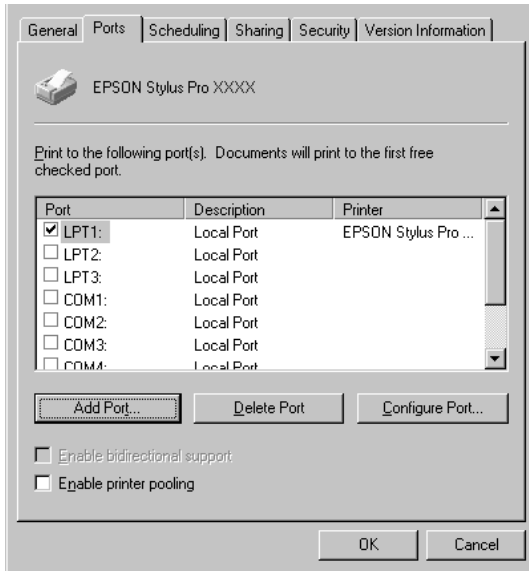 General Ports Scheduling Sharing Security Version Information
EPSON Stylus Pro XXXX
Print to the following port(s). Documents will print to the first free
checked port.
Port Description Printer
LPT1: Local Port EPSON Stylus Pro ...
LPT2: Local Port
LPT3: Local Port
COM1: Local Port
COM2: Local Port
COM3: Local Port
COM4: Local Port
Add Port... Delete Port Configure Port...
Enable bidirectional support
Enable printer pooling
OK Cancel